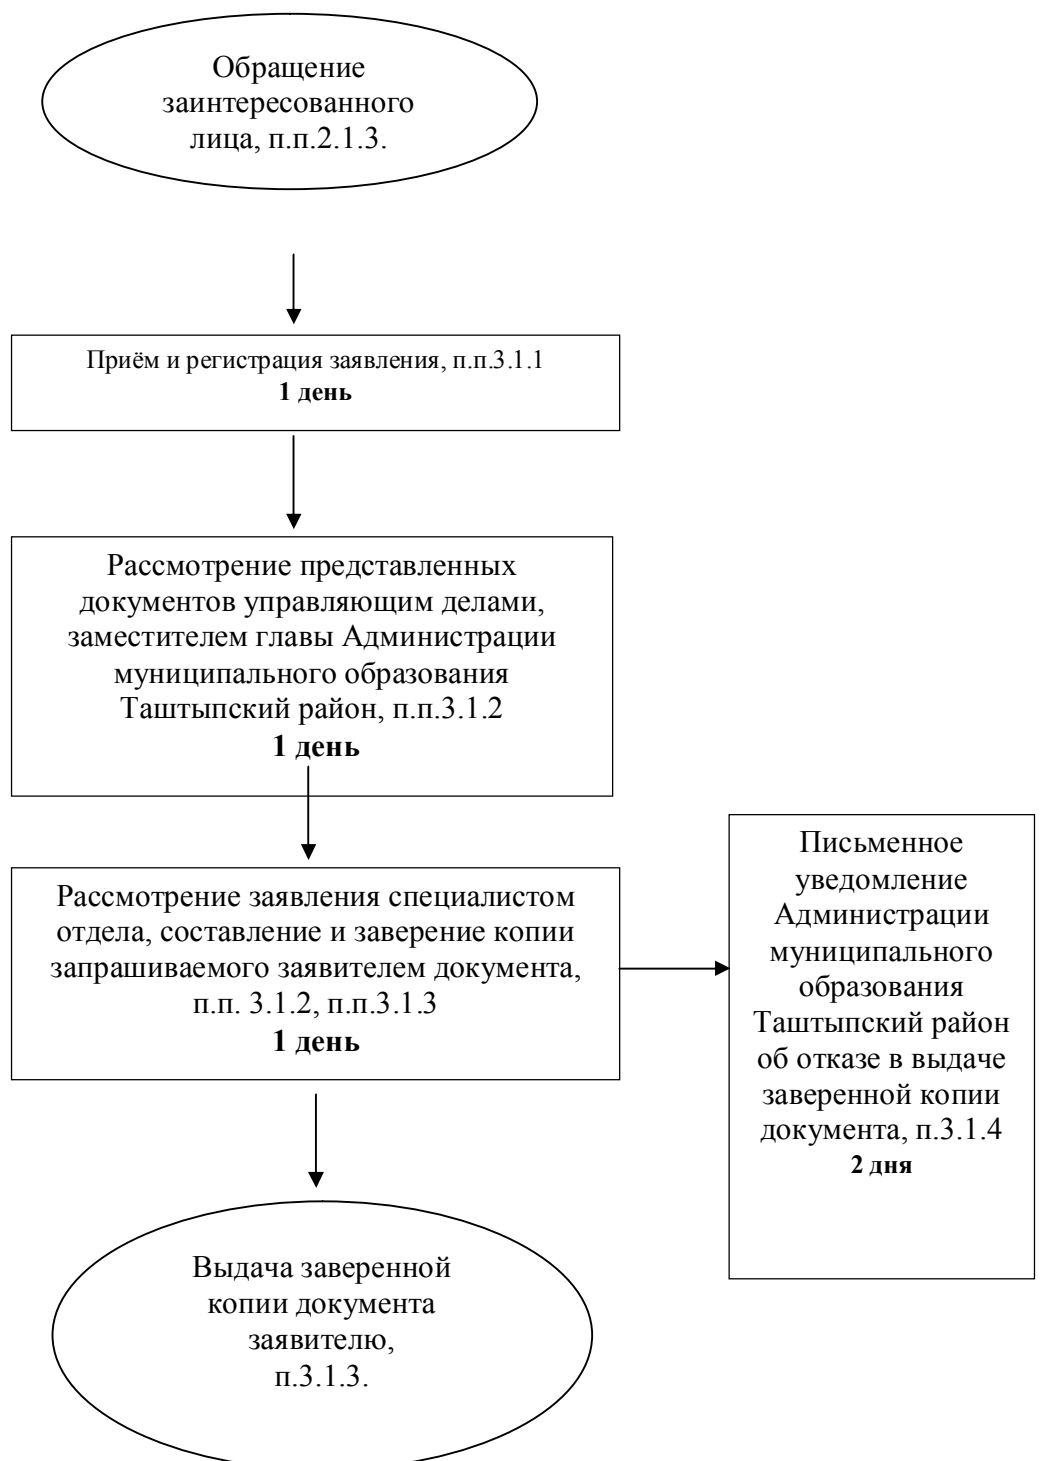 Обращение
заинтересованного
лица, п.п.2.1.3.
Приём и регистрация заявления, п.п.3.1.1
1 день
Рассмотрение представленных
документов управляющим делами,
заместителем главы Администрации
муниципального образования
Таштыпский район, п.п.3.1.2
1 день
Рассмотрение заявления специалистом
отдела, составление и заверение копии
запрашиваемого заявителем документа,
п.п. 3.1.2, п.п.3.1.3
1 день
Письменное
уведомление
Администрации
муниципального
образования
Таштыпский район
об отказе в выдаче
заверенной копии
документа, п.3.1.4
2 дня
Выдача заверенной
копии документа
заявителю,
п.3.1.3.